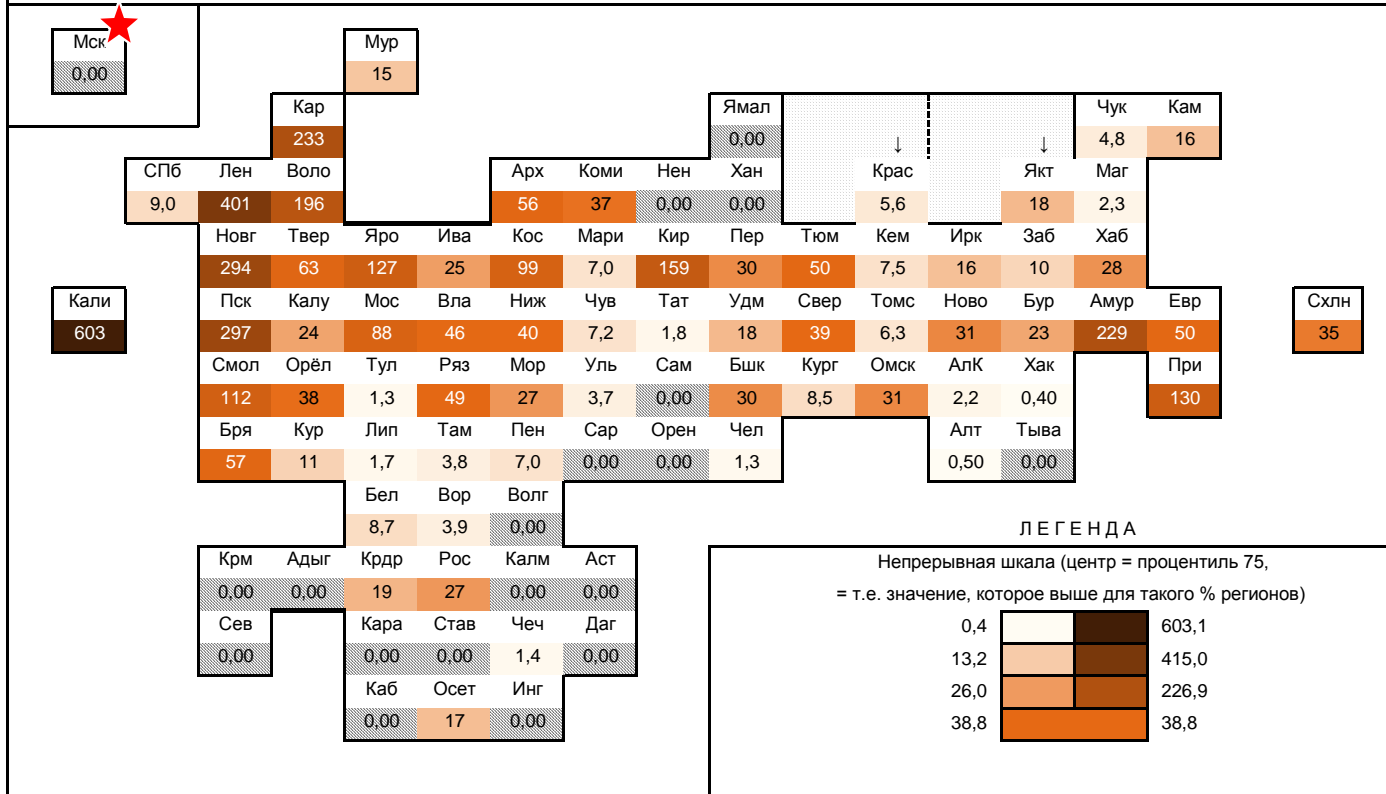 Мск Мур
0,00 15
Кар Ямал Чук Кам
233 0,00 ↓ ↓ 4,8 16
СПб Лен Воло Арх Коми Нен Хан Крас Якт Маг
9,0 401 196 56 37 0,00 0,00 5,6 18 2,3
Новг Твер Яро Ива Кос Мари Кир Пер Тюм Кем Ирк Заб Хаб
294 63 127 25 99 7,0 159 30 50 7,5 16 10 28
Кали Пск Калу Мос Вла Ниж Чув Тат Удм Свер Томс Ново Бур Амур Евр Схлн
603 297 24 88 46 40 7,2 1,8 18 39 6,3 31 23 229 50 35
Смол Орёл Тул Ряз Мор Уль Сам Бшк Кург Омск АлК Хак При
112 38 1,3 49 27 3,7 0,00 30 8,5 31 2,2 0,40 130
Бря Кур Лип Там Пен Сар Орен Чел Алт Тыва
57 11 1,7 3,8 7,0 0,00 0,00 1,3 0,50 0,00
Бел Вор Волг
8,7 3,9 0,00
Крм Адыг Крдр Рос Калм Аст
0,00 0,00 19 27 0,00 0,00
Сев Кара Став Чеч Даг
0,00 0,00 0,00 1,4 0,00
Каб Осет Инг
0,00 17 0,00
ЛЕГЕНДА
Непрерывная шкала (центр = процентиль 75,
= т.е. значение, которое выше для такого % регионов)
0,4 603,1
13,2 415,0
26,0 226,9
38,8 38,8